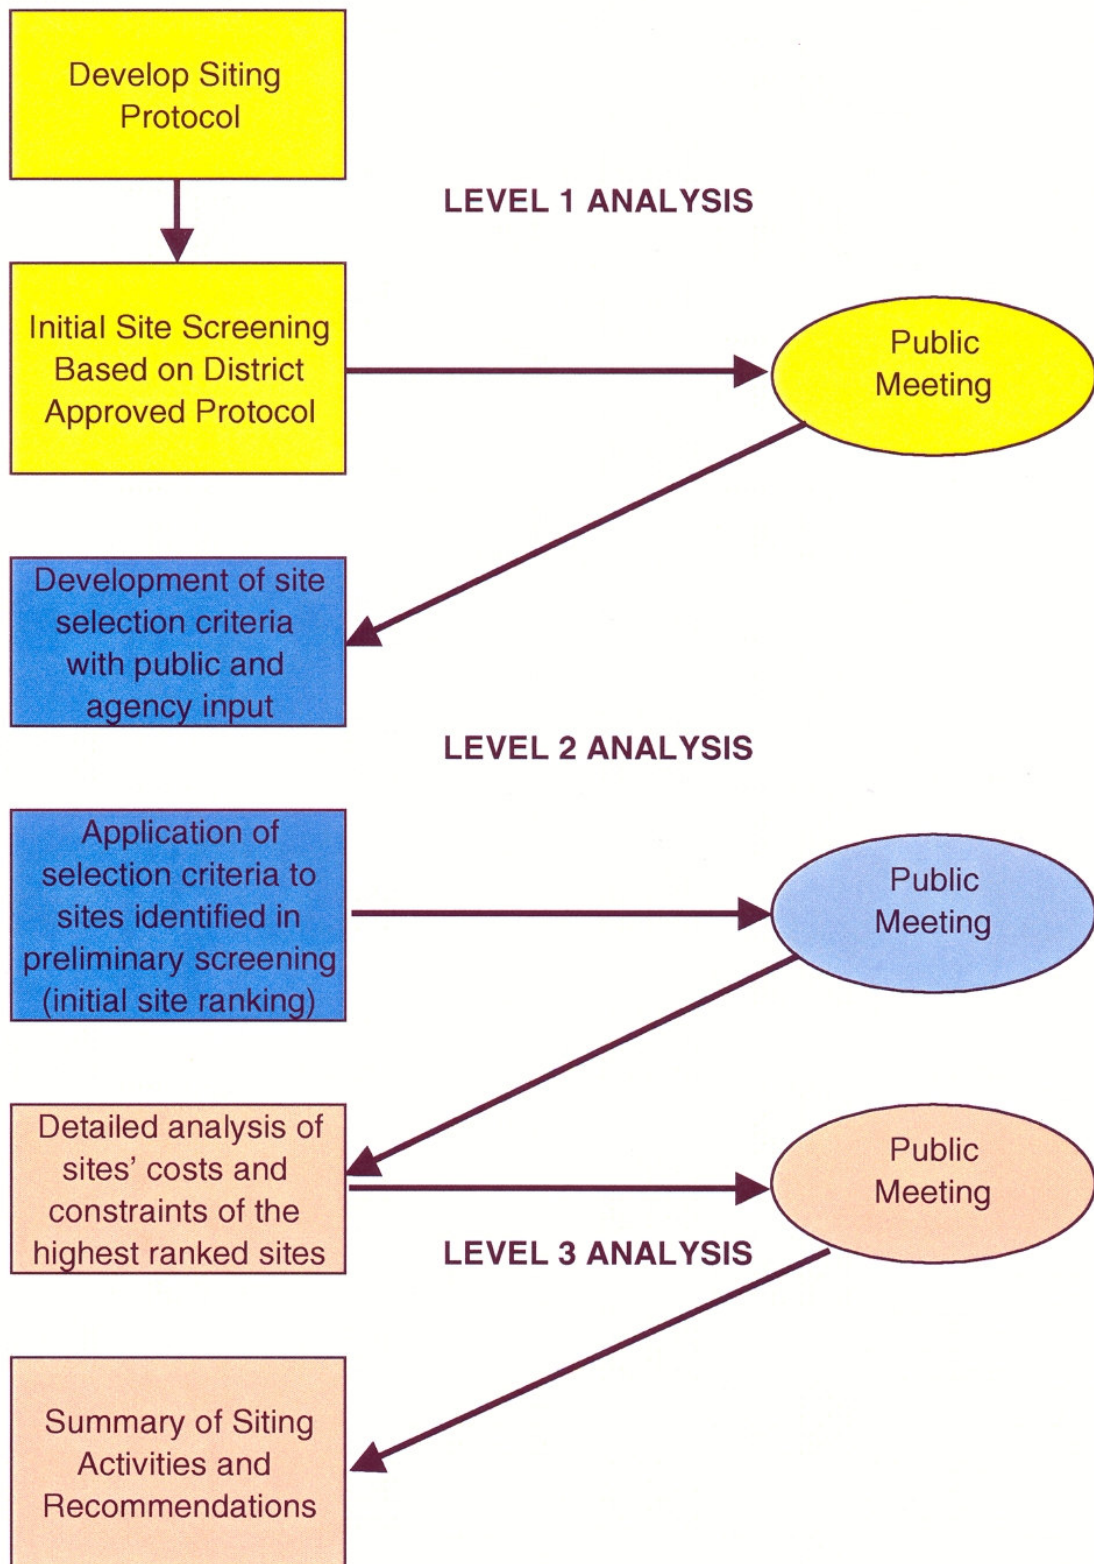 Develop Siting
Protocol
LEVEL 1 ANALYSIS
Initial Site Screening
Based on District
Approved Protocol
Public
Meeting
Development of site
selection criteria
with public and
agency input
LEVEL 2 ANALYSIS
Application of
selection criteria to
sites identified in
preliminary screening
(initial site ranking)
Public
Meeting
Detailed analysis of
sites’ costs and
constraints of the
highest ranked sites
Public
Meeting
LEVEL 3 ANALYSIS
Summary of Siting
Activities and
Recommendations